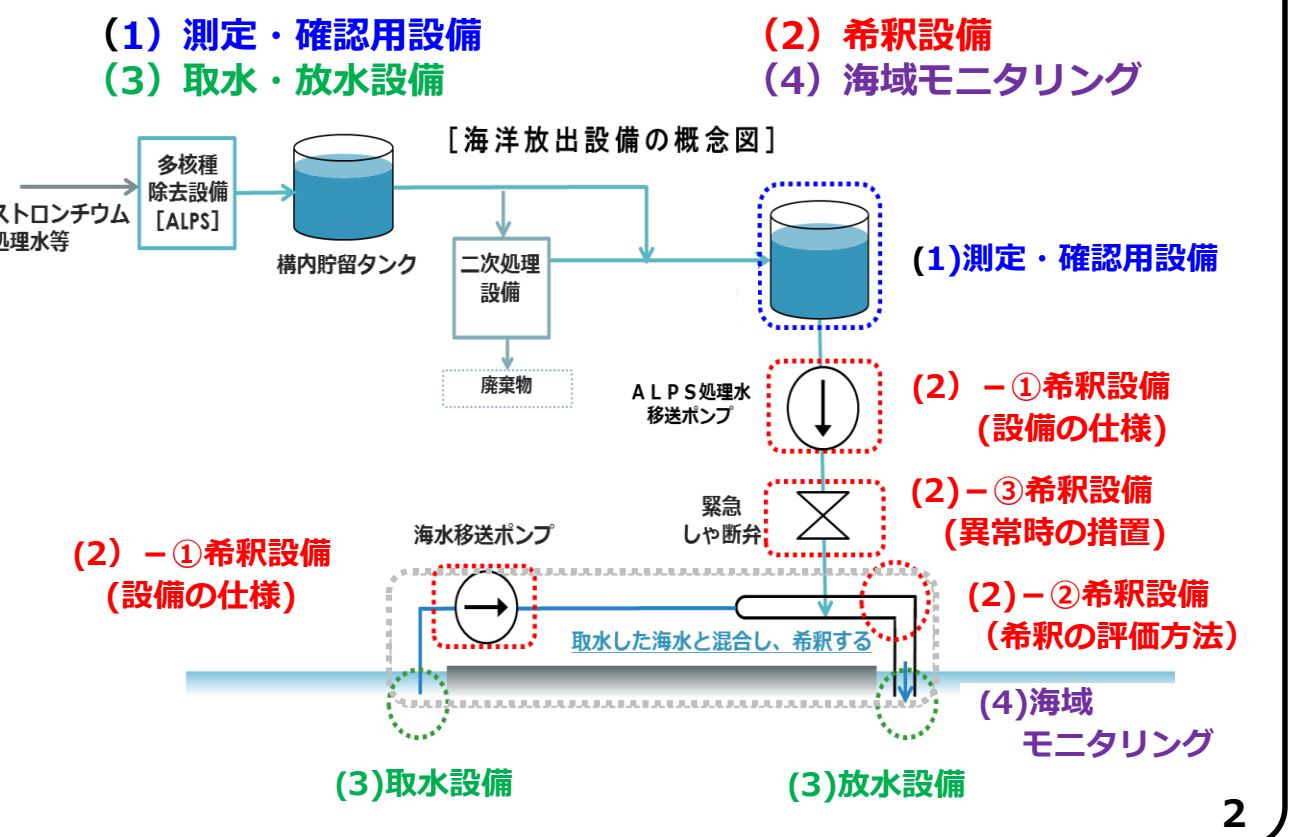 （1）測定・確認用設備
（2）希釈設備
（3）取水・放水設備
（4）海域モニタリング
［海洋放出設備の概念図］
多核種
除去設備
[ALPS]
ストロンチウム
処理水等
構内貯留タンク
二次処理
設備
廃棄物
(1)測定・確認用設備
ＡＬＰＳ処理水
移送ポンプ
(2）－①希釈設備
(設備の仕様)
緊急
しゃ断弁
(2)－③希釈設備
(異常時の措置)
海水移送ポンプ
(2）－①希釈設備
(設備の仕様)
(2)－②希釈設備
（希釈の評価方法）
取水した海水と混合し、希釈する
(4)海域
モニタリング
(3)取水設備
(3)放水設備
2